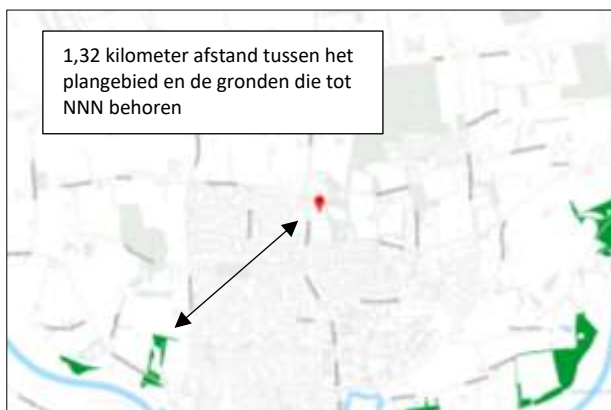 1,32 kilometer afstand tussen het
plangebied en de gronden die tot
NNN behoren